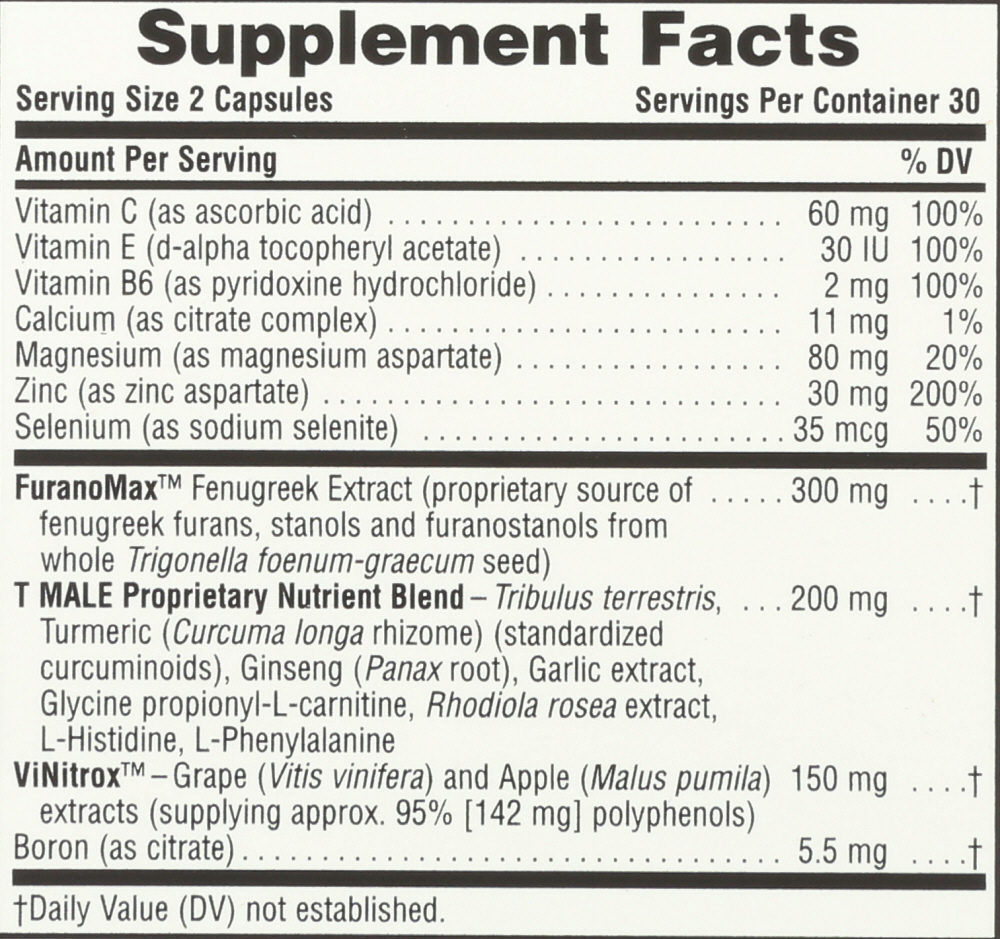 Supplement Facts
Serving Size 2 Capsules Servings Per Container 30
Amount Per Serving % DV
Vitamin C (as ascorbic acid) ........................ 60 mg 100%
Vitamin E (d-alpha tocopheryl acetate) ................. 30 IU 100%
Vitamin B6 (as pyridoxine hydrochloride) ............... 2 mg 100%
Calcium (as citrate complex) ........................ 11 mg 1%
Magnesium (as magnesium aspartate) ................. 80 mg 20%
Zinc (as zinc aspartate) ............................ 30 mg 200%
Selenium (as sodium selenite) ....................... 35 mcg 50%
FuranoMax™ Fenugreek Extract (proprietary source of ..... 300 mg ....†
fenugreek furans, stanols and furanostanols from
whole Trigonella foenum-graecum seed)
T MALE Proprietary Nutrient Blend – Tribulus terrestris, ... 200 mg ....†
Turmeric (Curcuma longa rhizome) (standardized
curcuminoids), Ginseng (Panax root), Garlic extract,
Glycine propionyl-L-carnitine, Rhodiola rosea extract,
L-Histidine, L-Phenylalanine
ViNitrox™ – Grape (Vitis vinifera) and Apple (Malus pumila) 150 mg ....†
extracts (supplying approx. 95% [142 mg] polyphenols)
Boron (as citrate) ................................. 5.5 mg ....†
†Daily Value (DV) not established.